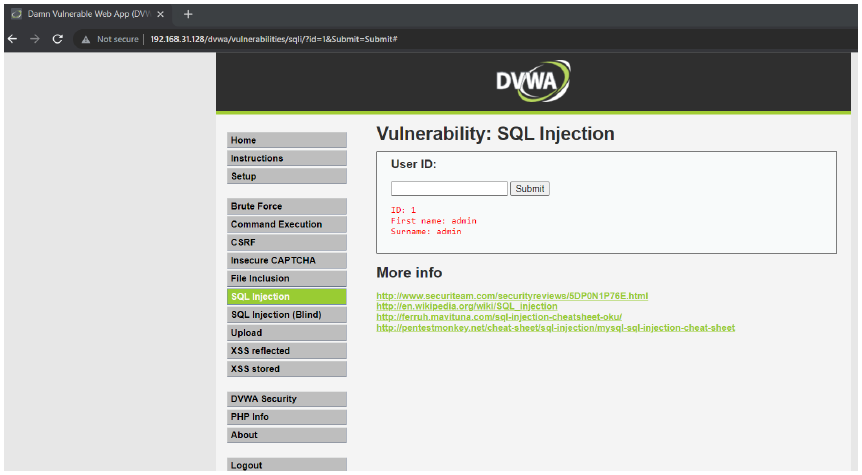 Damn Vulnerable Web App (DVW
Not secure | 192.168.31.128/dvwa/vulnerabilities/sqli/?id=1&Submit=Submit#
DVWA
Home
Instructions
Setup
Brute Force
Command Execution
CSRF
Insecure CAPTCHA
File Inclusion
SQL Injection
SQL Injection (Blind)
Upload
XSS reflected
XSS stored
DVWA Security
PHP Info
About
Logout
Vulnerability: SQL Injection
User ID:
Submit
ID: 1
First name: admin
Surname: admin
More info
http://www.securiteam.com/securityreviews/5DP0N1P76E.html
http://en.wikipedia.org/wiki/SQL_injection
http://ferruh.mavituna.com/sql-injection-cheatsheet-oku/
http://pentestmonkey.net/cheat-sheet/sql-injection/mysql-sql-injection-cheat-sheet